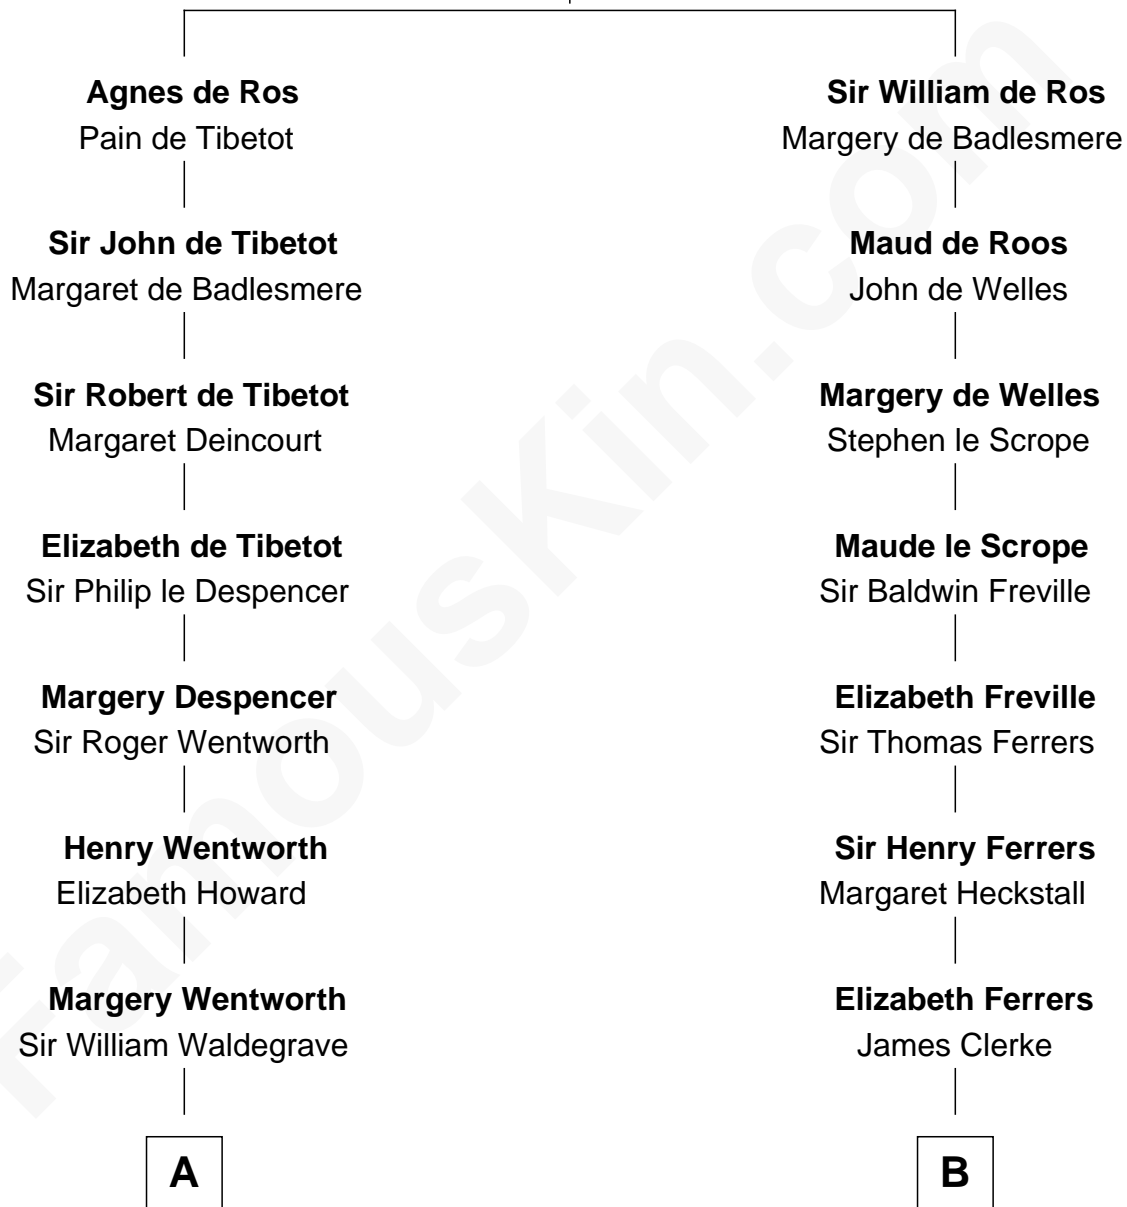 Agnes de Ros
Pain de Tibetot
Sir William de Ros
Margery de Badlesmere
Sir John de Tibetot
Margaret de Badlesmere
Maud de Roos
John de Welles
Sir Robert de Tibetot
Margaret Deincourt
Margery de Welles
Stephen le Scrope
Elizabeth de Tibetot
Sir Philip le Despencer
Maude le Scrope
Sir Baldwin Freville
Margery Despencer
Sir Roger Wentworth
Elizabeth Freville
Sir Thomas Ferrers
Henry Wentworth
Elizabeth Howard
Sir Henry Ferrers
Margaret Heckstall
Margery Wentworth
Sir William Waldegrave
Elizabeth Ferrers
James Clerke
A
B
FamousKin.com